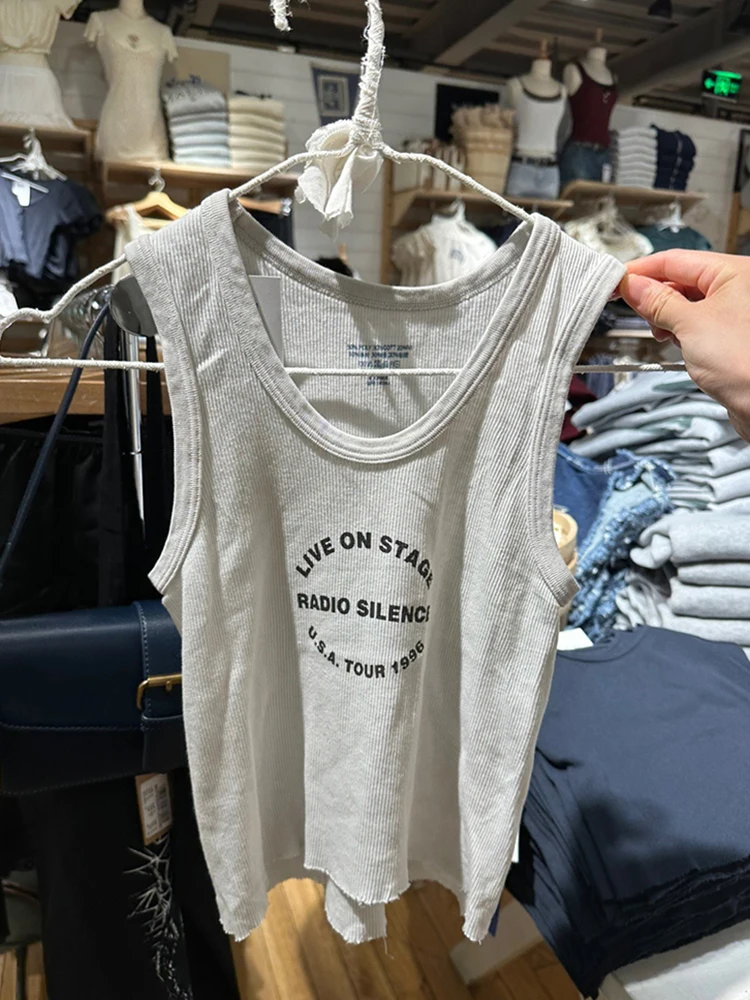 LIVE ON STAGE
RADIO SILENCE
U.S.A. TOUR 1996